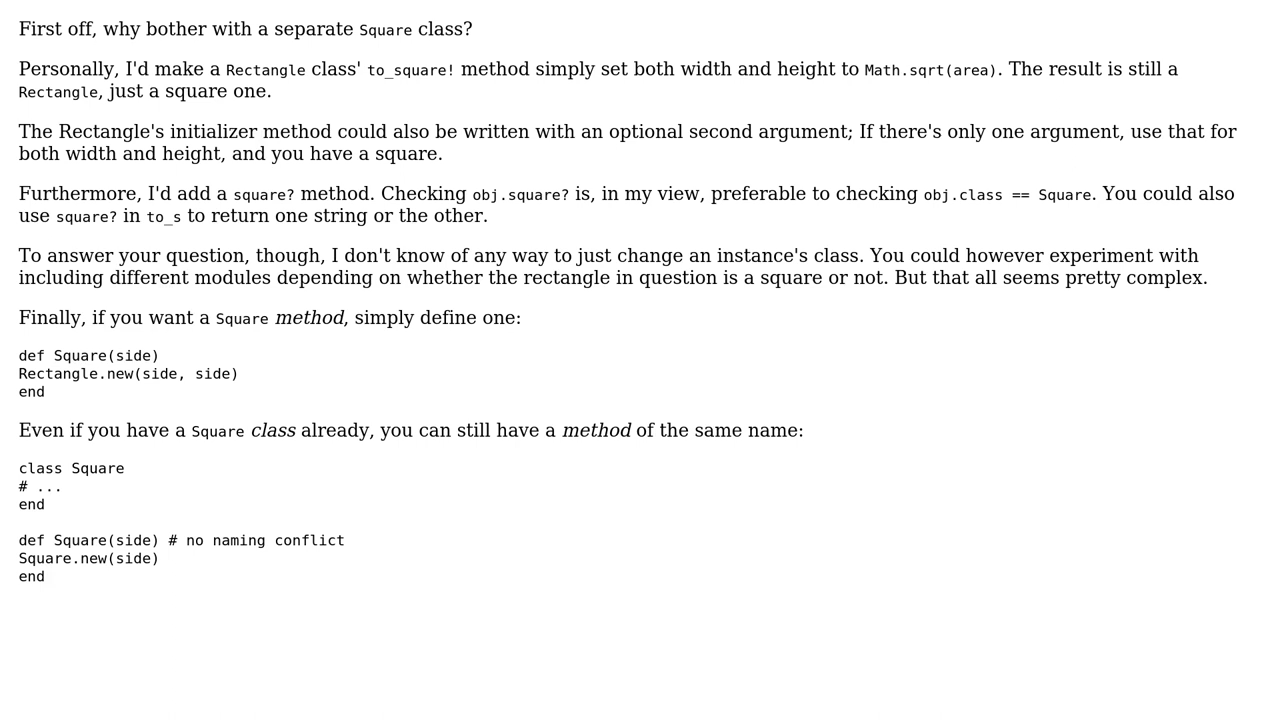 First off, why bother with a separate Square class?
Personally, I'd make a Rectangle class' to_square! method simply set both width and height to Math.sqrt(area). The result is still a
Rectangle, just a square one.
The Rectangle's initializer method could also be written with an optional second argument; If there's only one argument, use that for
both width and height, and you have a square.
Furthermore, I'd add a square? method. Checking obj.square? is, in my view, preferable to checking obj.class == Square. You could also
use square? in to_s to return one string or the other.
To answer your question, though, I don't know of any way to just change an instance's class. You could however experiment with
including different modules depending on whether the rectangle in question is a square or not. But that all seems pretty complex.
Finally, if you want a Square method, simply define one:
def Square(side)
Rectangle.new(side, side)
end
Even if you have a Square class already, you can still have a method of the same name:
class Square
# ...
end
def Square(side) # no naming conflict
Square.new(side)
end